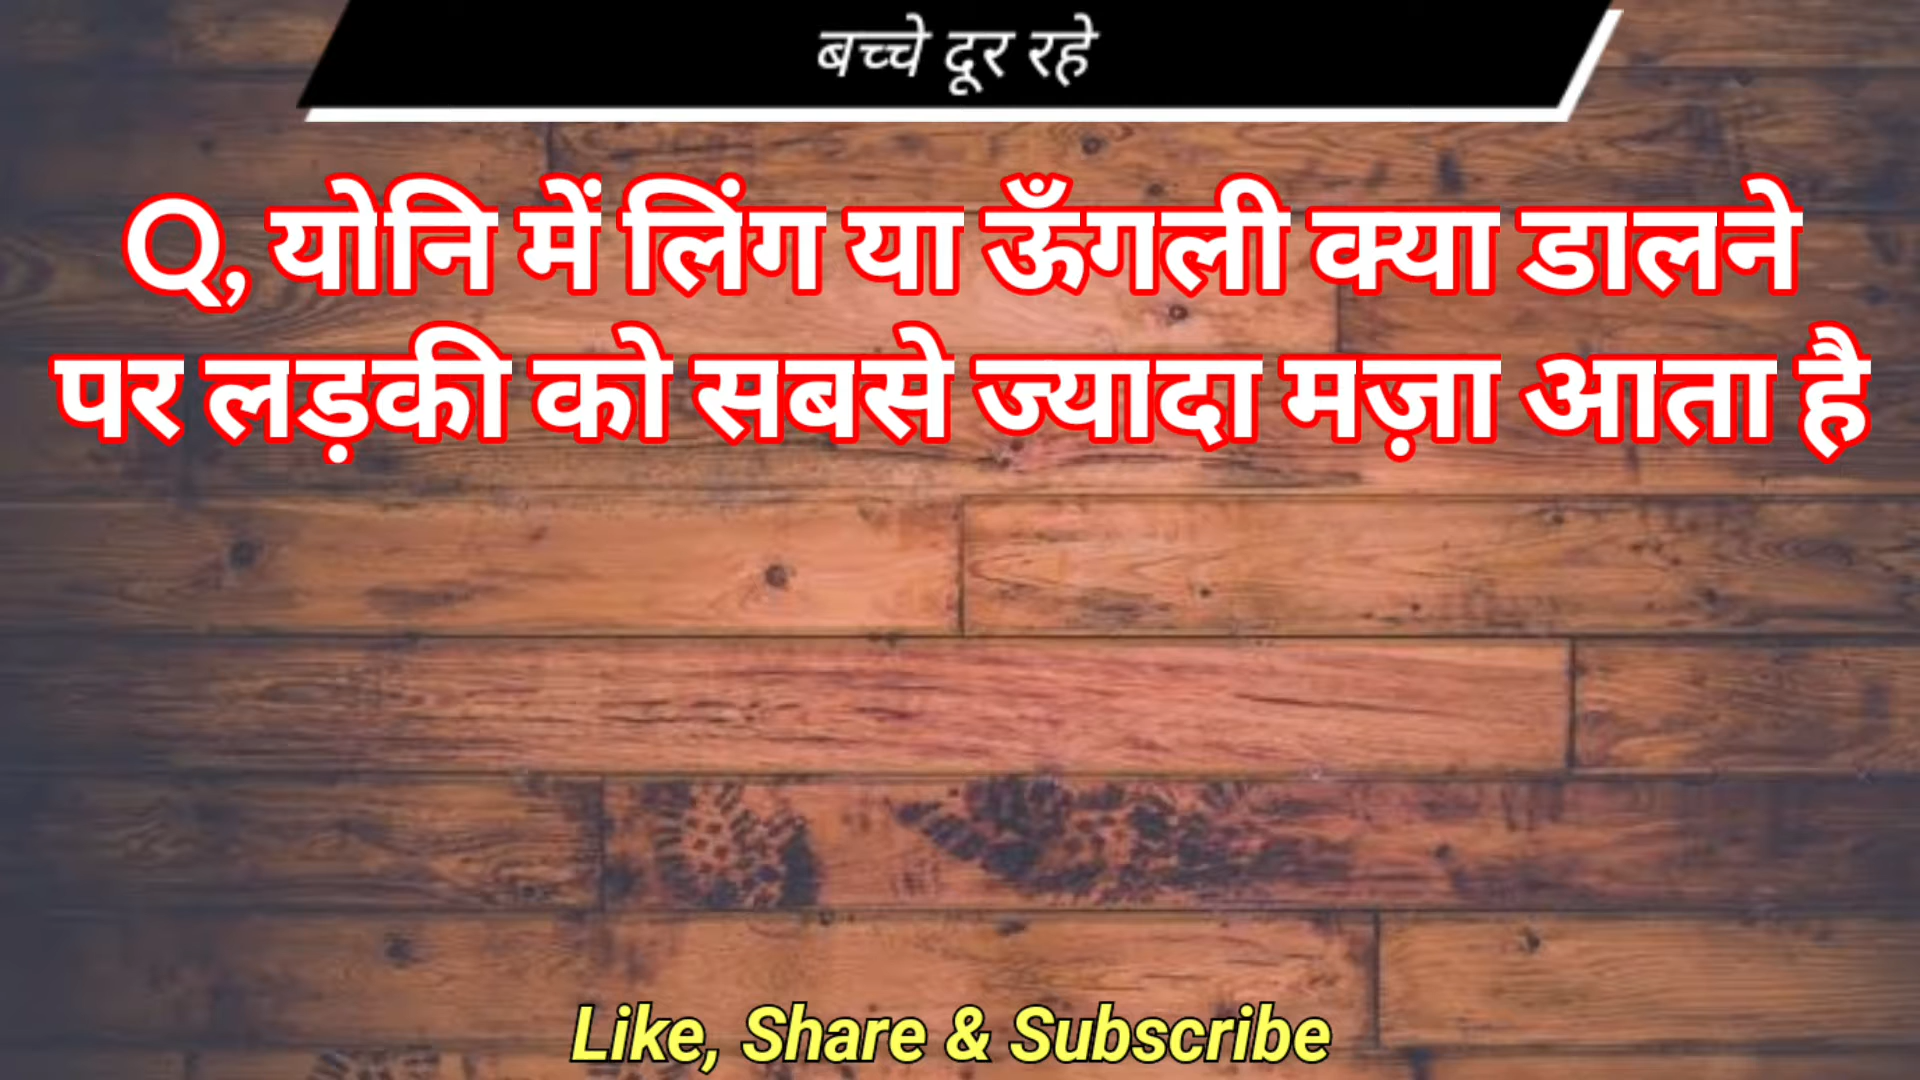 बच्चे दूर रहे
Q, योनि में लिंग या ऊँगली क्या डालने
पर लड़की को सबसे ज्यादा मज़ा आता है
Like, Share & Subscribe